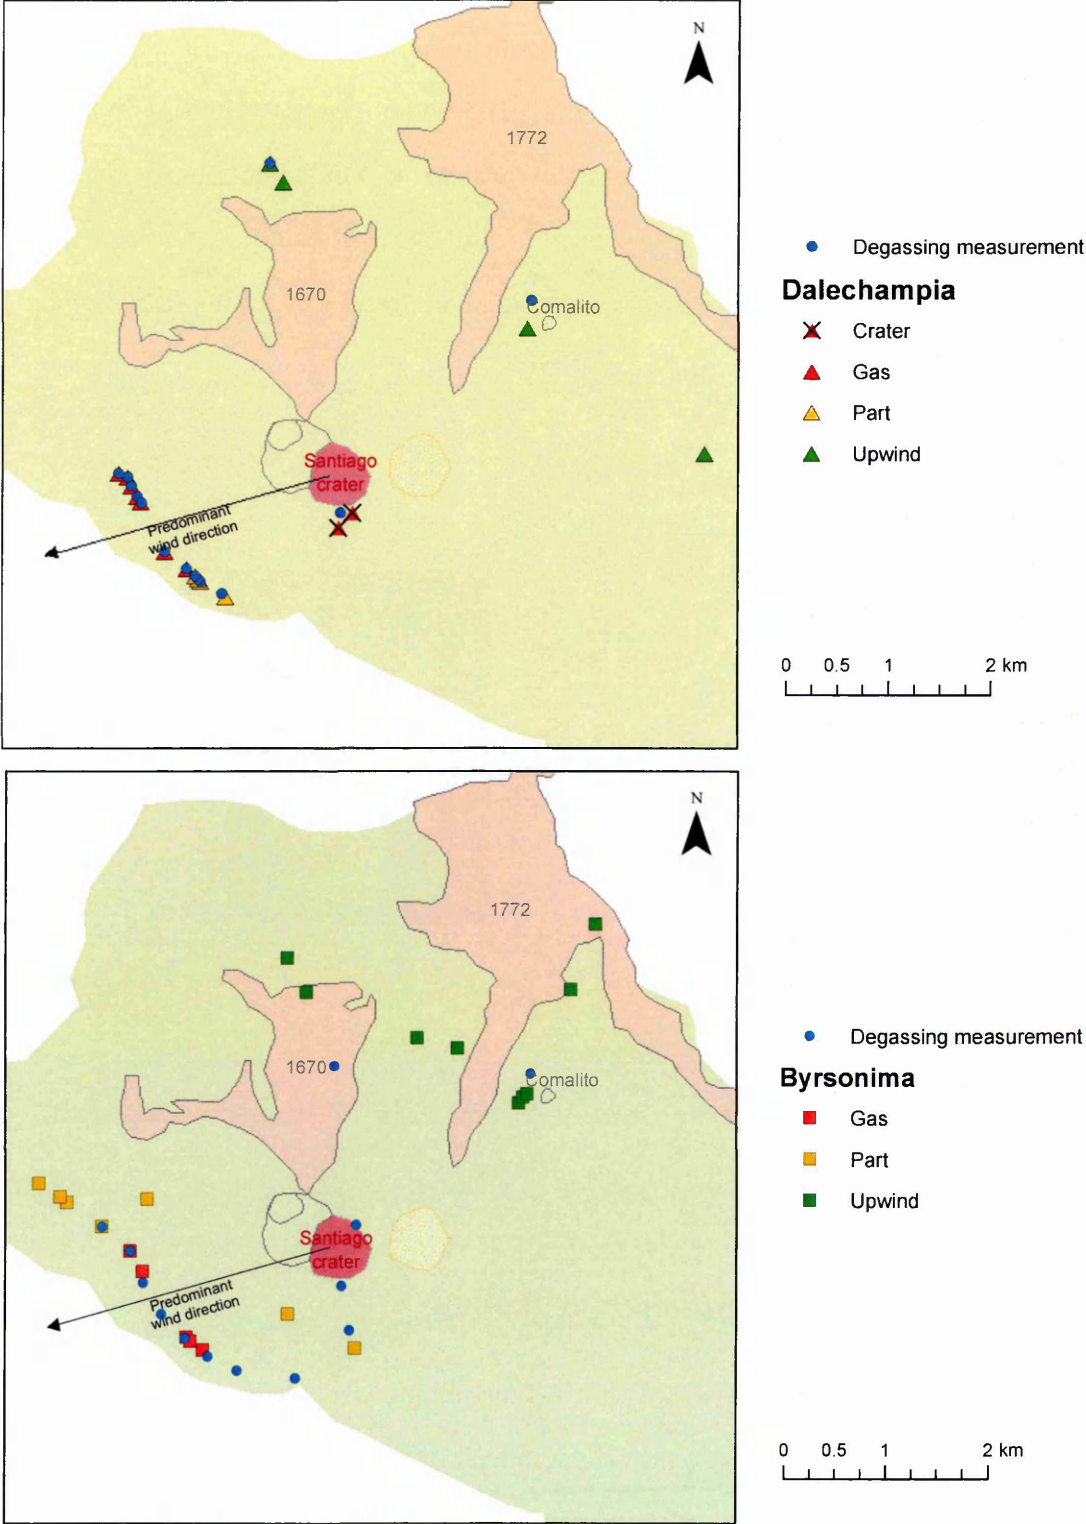 N
1772
1670
Comalito
Santiago
crater
Predominant
wind direction
Degassing measurement
Dalechampia
Crater
Gas
Part
Upwind
0 0.5 1 2 km
N
1772
1670
Comalito
Santiago
crater
Predominant
wind direction
Degassing measurement
Byrsonima
Gas
Part
Upwind
0 0.5 1 2 km